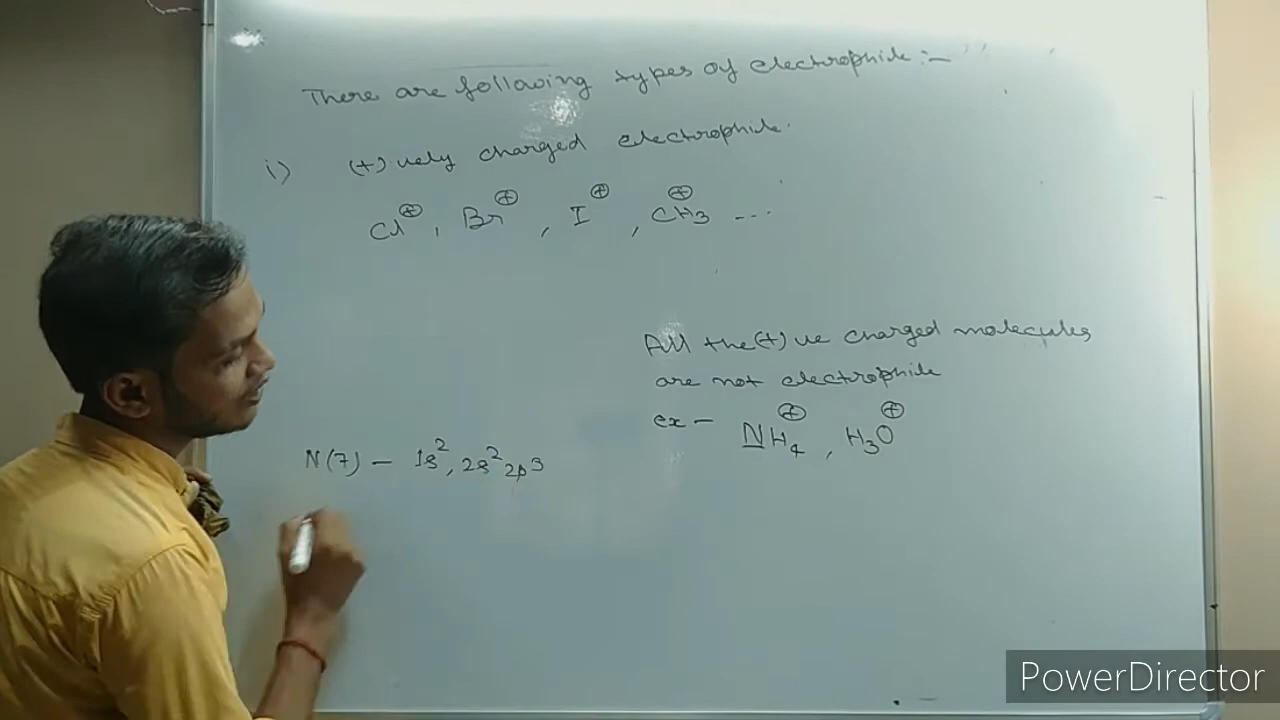 There are following types of electrophile :-
i) (+)vely charged electrophile.
Cl⊕, Br⊕, I⊕, CH3⊕ ---
All the (+)ve charged molecules
are not electrophile
ex - NH4⊕, H3O⊕
N(7) - 1s², 2s² 2p³
PowerDirector